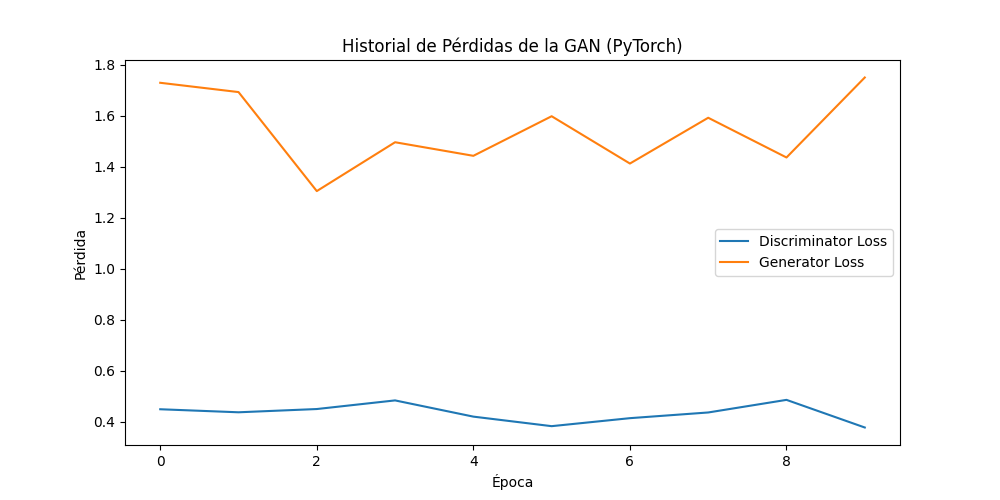 Historial de Pérdidas de la GAN (PyTorch)
1.8
1.6
1.4
1.2
1.0
0.8
0.6
0.4
Pérdida
Discriminator Loss
Generator Loss
0 2 4 6 8
Época